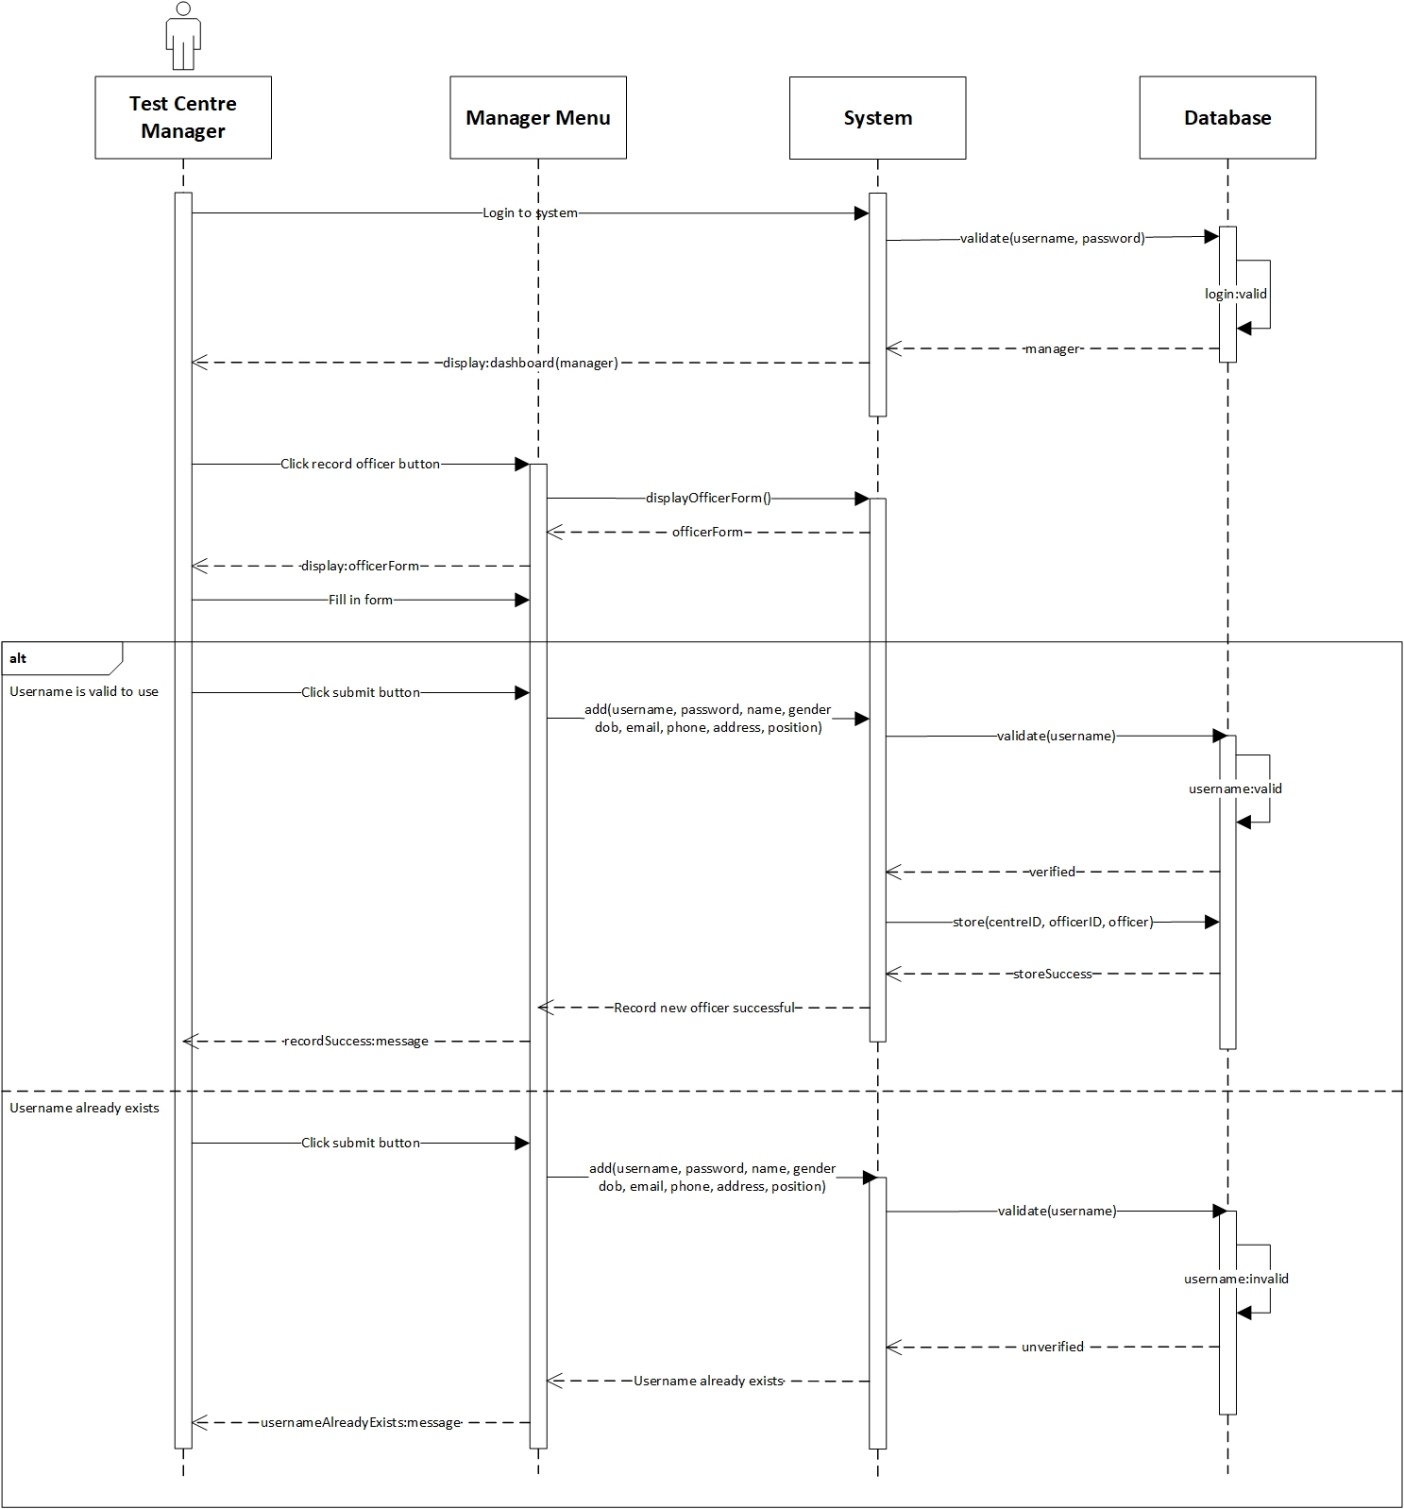 Test Centre
Manager
Manager Menu
System
Database
Login to system
validate(username, password)
login:valid
manager
display:dashboard(manager)
Click record officer button
displayOfficerForm()
officerForm
display:officerForm
Fill in form
alt
Username is valid to use
Click submit button
add(username, password, name, gender
dob, email, phone, address, position)
validate(username)
username:valid
verified
store(centreID, officerID, officer)
storeSuccess
Record new officer successful
recordSuccess:message
Username already exists
Click submit button
add(username, password, name, gender
dob, email, phone, address, position)
validate(username)
username:invalid
unverified
Username already exists
usernameAlreadyExists:message